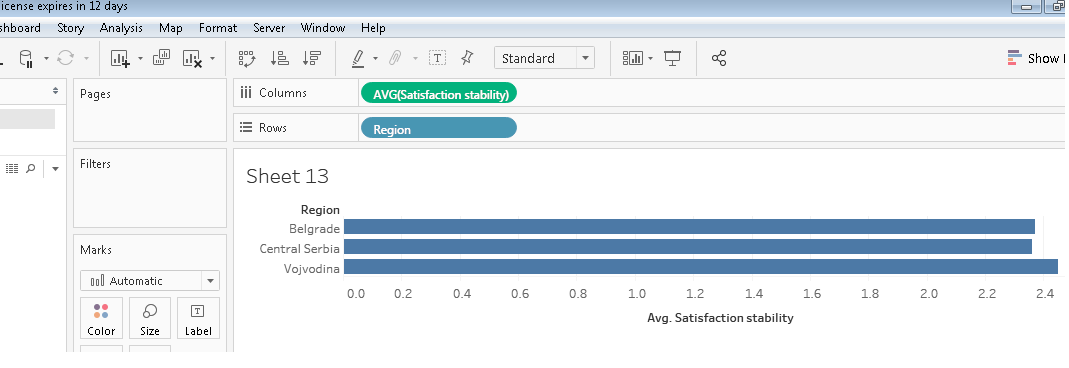 icense expires in 12 days
shboard Story Analysis Map Format Server Window Help
Standard
Show
Pages
Columns AVG(Satisfaction stability)
Rows Region
Filters
Sheet 13
Region
Belgrade
Central Serbia
Vojvodina
0.0 0.2 0.4 0.6 0.8 1.0 1.2 1.4 1.6 1.8 2.0 2.2 2.4
Avg. Satisfaction stability
Marks
Automatic
Color Size Label